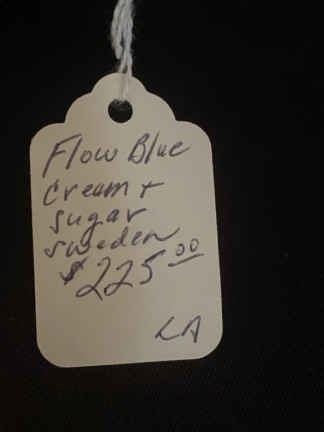 Flow Blue
Cream +
Sugar
Sweden
$225.00
LA